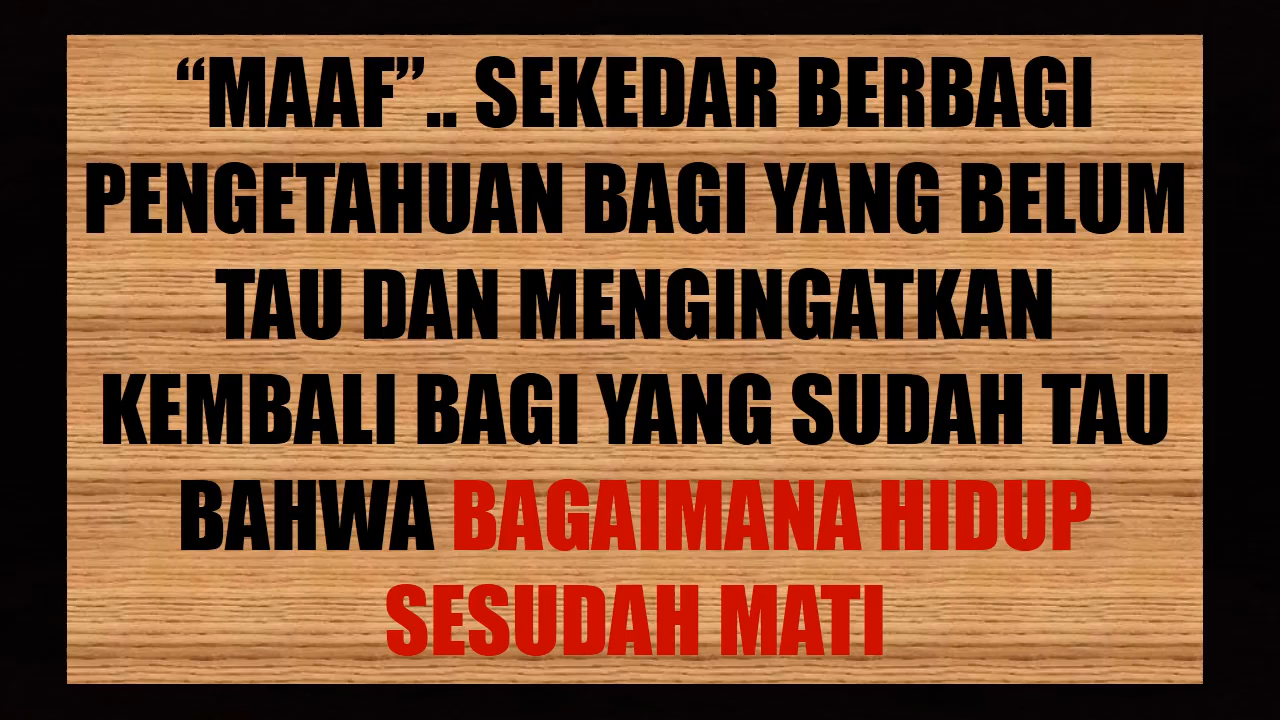 “MAAF”.. SEKEDAR BERBAGI
PENGETAHUAN BAGI YANG BELUM
TAU DAN MENGINGATKAN
KEMBALI BAGI YANG SUDAH TAU
BAHWA BAGAIMANA HIDUP
SESUDAH MATI